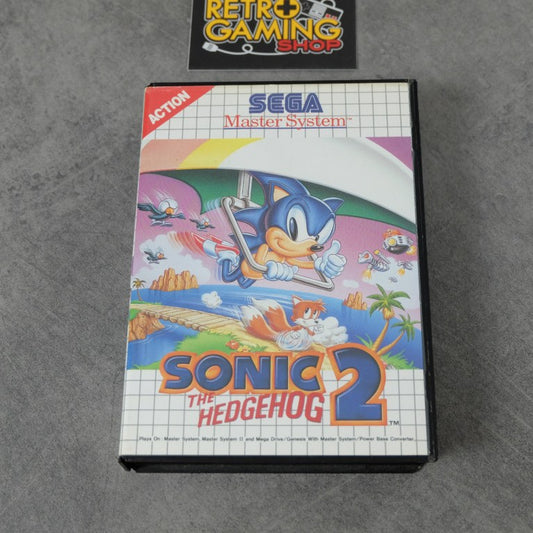 RETRO
GAMING
SHOP
ACTION
SEGA
Master System™
SONIC
THE
HEDGEHOG
2
TM
Plays On: Master System, Master System II and Mega Drive/Genesis With Master System/Power Base Converter.